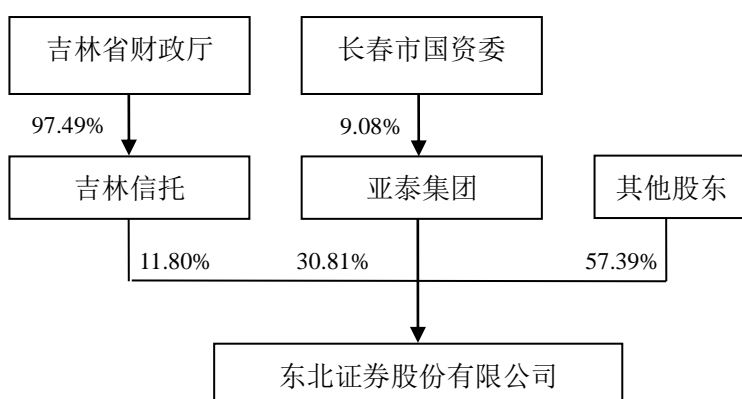 吉林省财政厅 长春市国资委
97.49% 9.08%
吉林信托 亚泰集团 其他股东
11.80% 30.81% 57.39%
东北证券股份有限公司